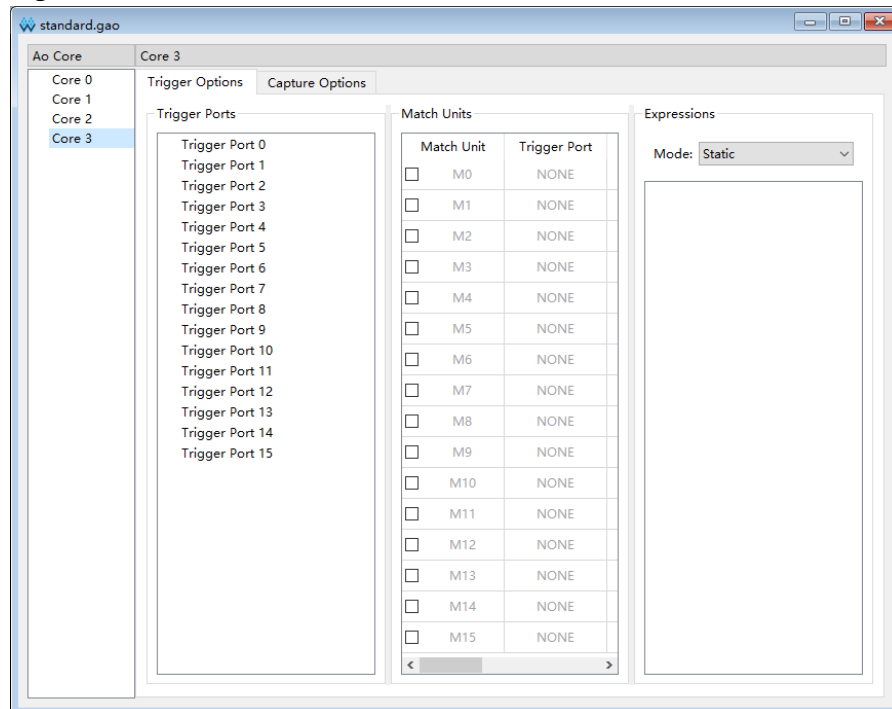 standard.gao
Ao Core
Core 3
Core 0
Core 1
Core 2
Core 3
Trigger Options
Capture Options
Trigger Ports
Trigger Port 0
Trigger Port 1
Trigger Port 2
Trigger Port 3
Trigger Port 4
Trigger Port 5
Trigger Port 6
Trigger Port 7
Trigger Port 8
Trigger Port 9
Trigger Port 10
Trigger Port 11
Trigger Port 12
Trigger Port 13
Trigger Port 14
Trigger Port 15
Match Units
Match Unit Trigger Port
M0 NONE
M1 NONE
M2 NONE
M3 NONE
M4 NONE
M5 NONE
M6 NONE
M7 NONE
M8 NONE
M9 NONE
M10 NONE
M11 NONE
M12 NONE
M13 NONE
M14 NONE
M15 NONE
Expressions
Mode: Static